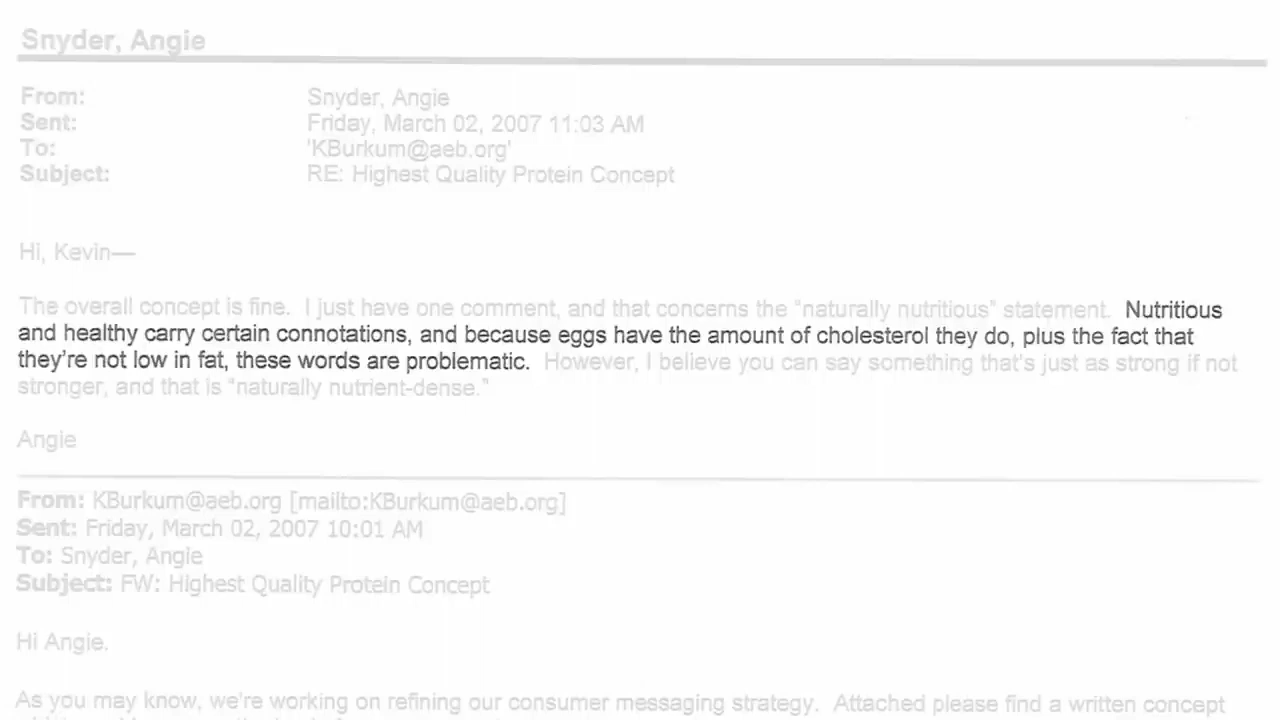 Snyder, Angie
From: Snyder, Angie
Sent: Friday, March 02, 2007 11:03 AM
To: 'KBurkum@aeb.org'
Subject: RE: Highest Quality Protein Concept
Hi, Kevin—
The overall concept is fine. I just have one comment, and that concerns the “naturally nutritious” statement. Nutritious
and healthy carry certain connotations, and because eggs have the amount of cholesterol they do, plus the fact that
they're not low in fat, these words are problematic. However, I believe you can say something that's just as strong if not
stronger, and that is “naturally nutrient-dense.”
Angie
From: KBurkum@aeb.org [mailto:KBurkum@aeb.org]
Sent: Friday, March 02, 2007 10:01 AM
To: Snyder, Angie
Subject: FW: Highest Quality Protein Concept
Hi Angie.
As you may know, we're working on refining our consumer messaging strategy. Attached please find a written concept